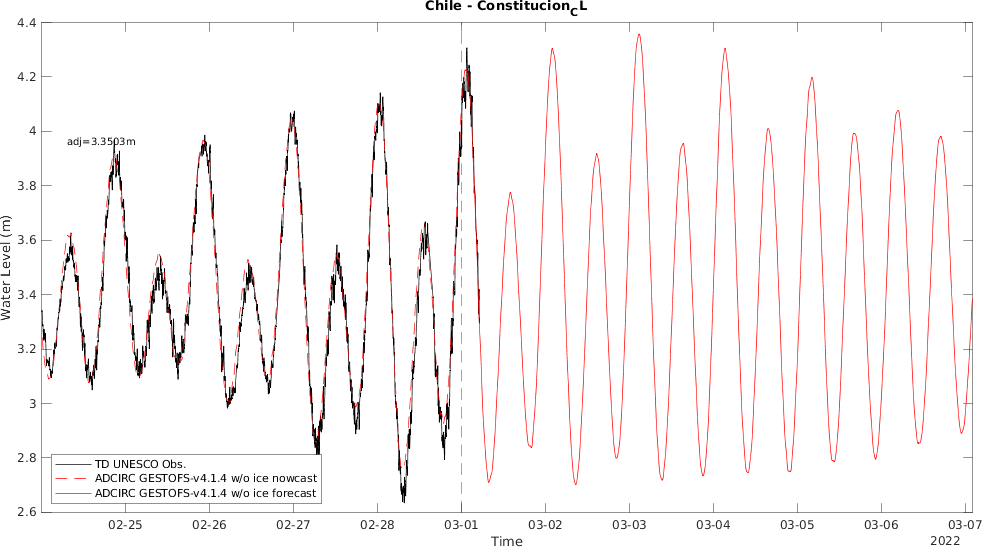 Chile - Constitucion_CL
4.4
4.2
4
3.8
3.6
3.4
3.2
3
2.8
2.6
Water Level (m)
adj=3.3503m
TD UNESCO Obs.
ADCIRC GESTOFS-v4.1.4 w/o ice nowcast
ADCIRC GESTOFS-v4.1.4 w/o ice forecast
02-25 02-26 02-27 02-28 03-01 03-02 03-03 03-04 03-05 03-06 03-07
Time
2022